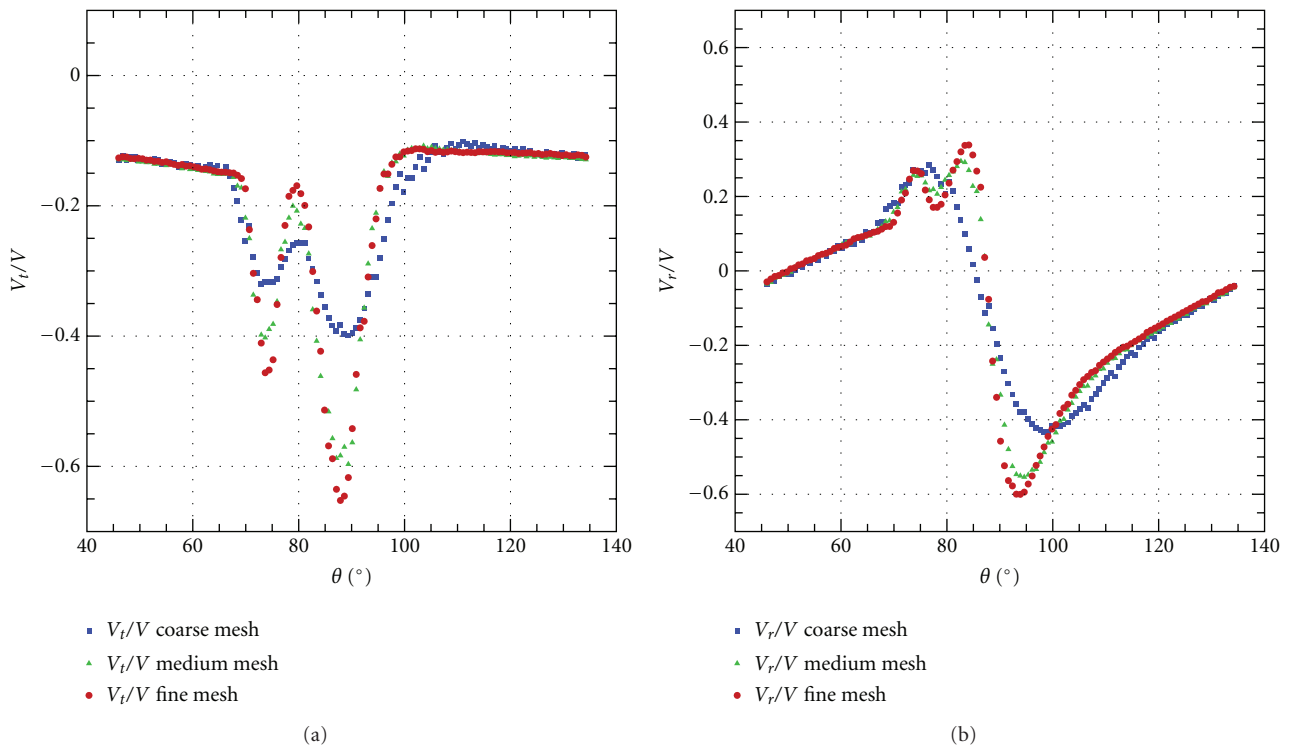 0
−0.2
−0.4
−0.6
V_t/V
40 60 80 100 120 140
θ (°)
V_t/V coarse mesh
V_t/V medium mesh
V_t/V fine mesh
(a)
0.6
0.4
0.2
0
−0.2
−0.4
−0.6
V_r/V
40 60 80 100 120 140
θ (°)
V_r/V coarse mesh
V_r/V medium mesh
V_r/V fine mesh
(b)